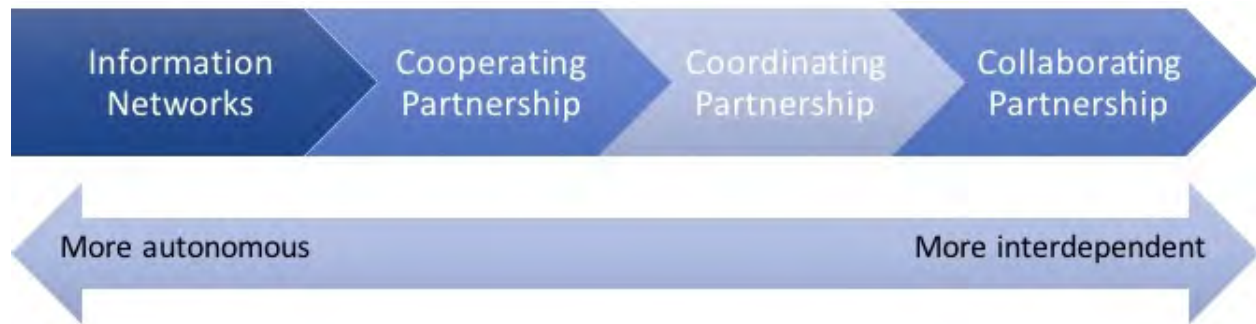 Information
Networks
Cooperating
Partnership
Coordinating
Partnership
Collaborating
Partnership
More autonomous
More interdependent